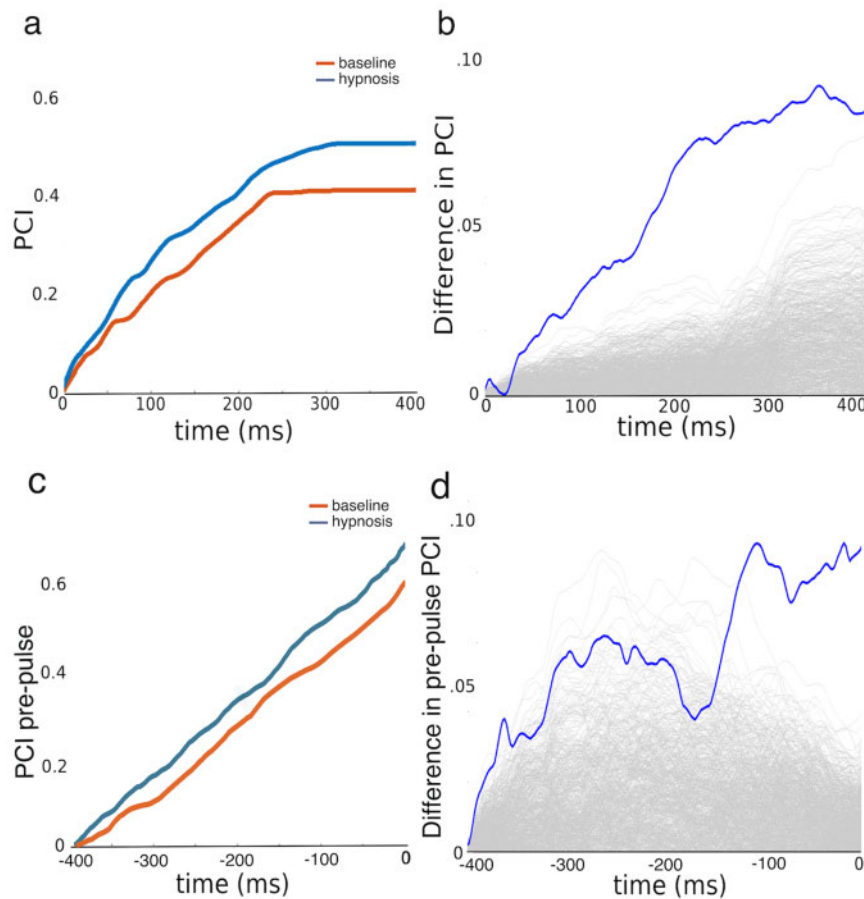 a
baseline
hypnosis
PCI
0.6
0.4
0.2
0
0 100 200 300 400
time (ms)
b
Difference in PCI
.10
.05
0
0 100 200 300 400
time (ms)
c
baseline
hypnosis
PCI pre-pulse
0.6
0.4
0.2
0
-400 -300 -200 -100 0
time (ms)
d
Difference in pre-pulse PCI
.10
.05
0
-400 -300 -200 -100 0
time (ms)